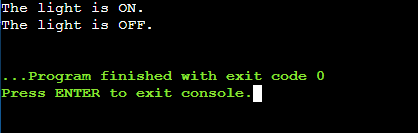 The light is ON.
The light is OFF.
...Program finished with exit code 0
Press ENTER to exit console.